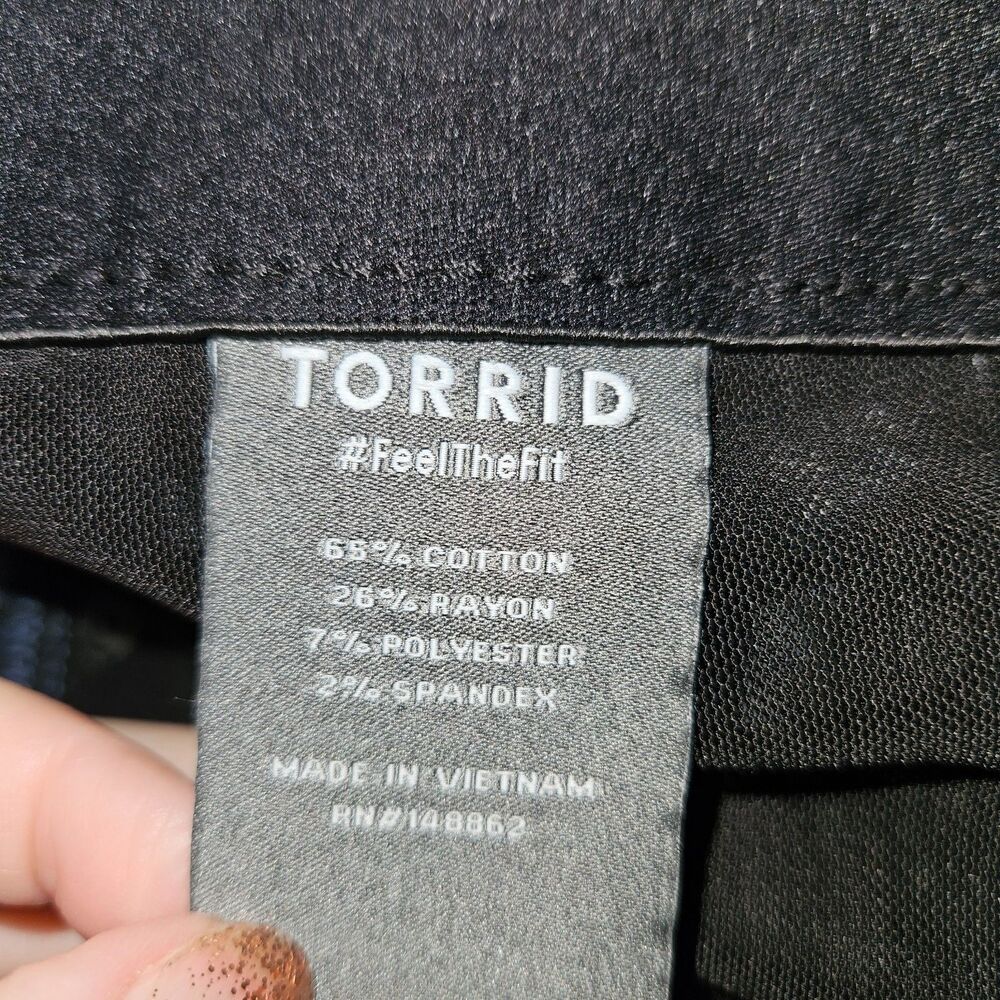 TORRID
#FeelTheFit
65% COTTON
26% RAYON
7% POLYESTER
2% SPANDEX
MADE IN VIETNAM
RN#148862